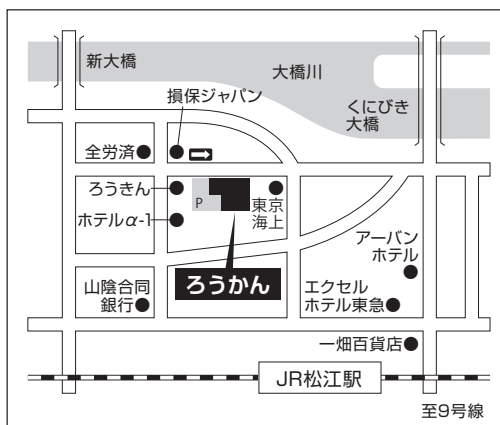 新大橋
大橋川
くにびき
大橋
損保ジャパン
全労済
ろうきん
P
東京
海上
ホテルα-1
アーバン
ホテル
山陰合同
銀行
ろうかん
エクセル
ホテル東急
一畑百貨店
JR松江駅
至9号線